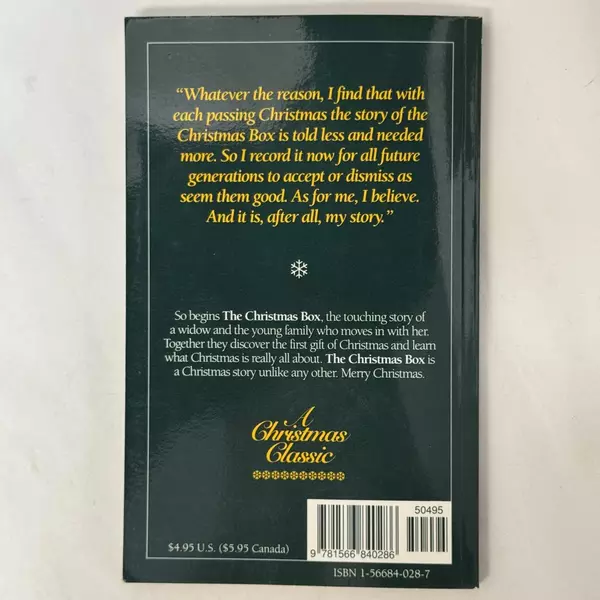 “Whatever the reason, I find that with
each passing Christmas the story of the
Christmas Box is told less and needed
more. So I record it now for all future
generations to accept or dismiss as
seem them good. As for me, I believe.
And it is, after all, my story.”
So begins The Christmas Box, the touching story of
a widow and the young family who moves in with her.
Together they discover the first gift of Christmas and learn
what Christmas is really all about. The Christmas Box is
a Christmas story unlike any other. Merry Christmas.
A
Christmas
Classic
50495
$4.95 U.S. ($5.95 Canada)
9 781566 840286
ISBN 1-56684-028-7